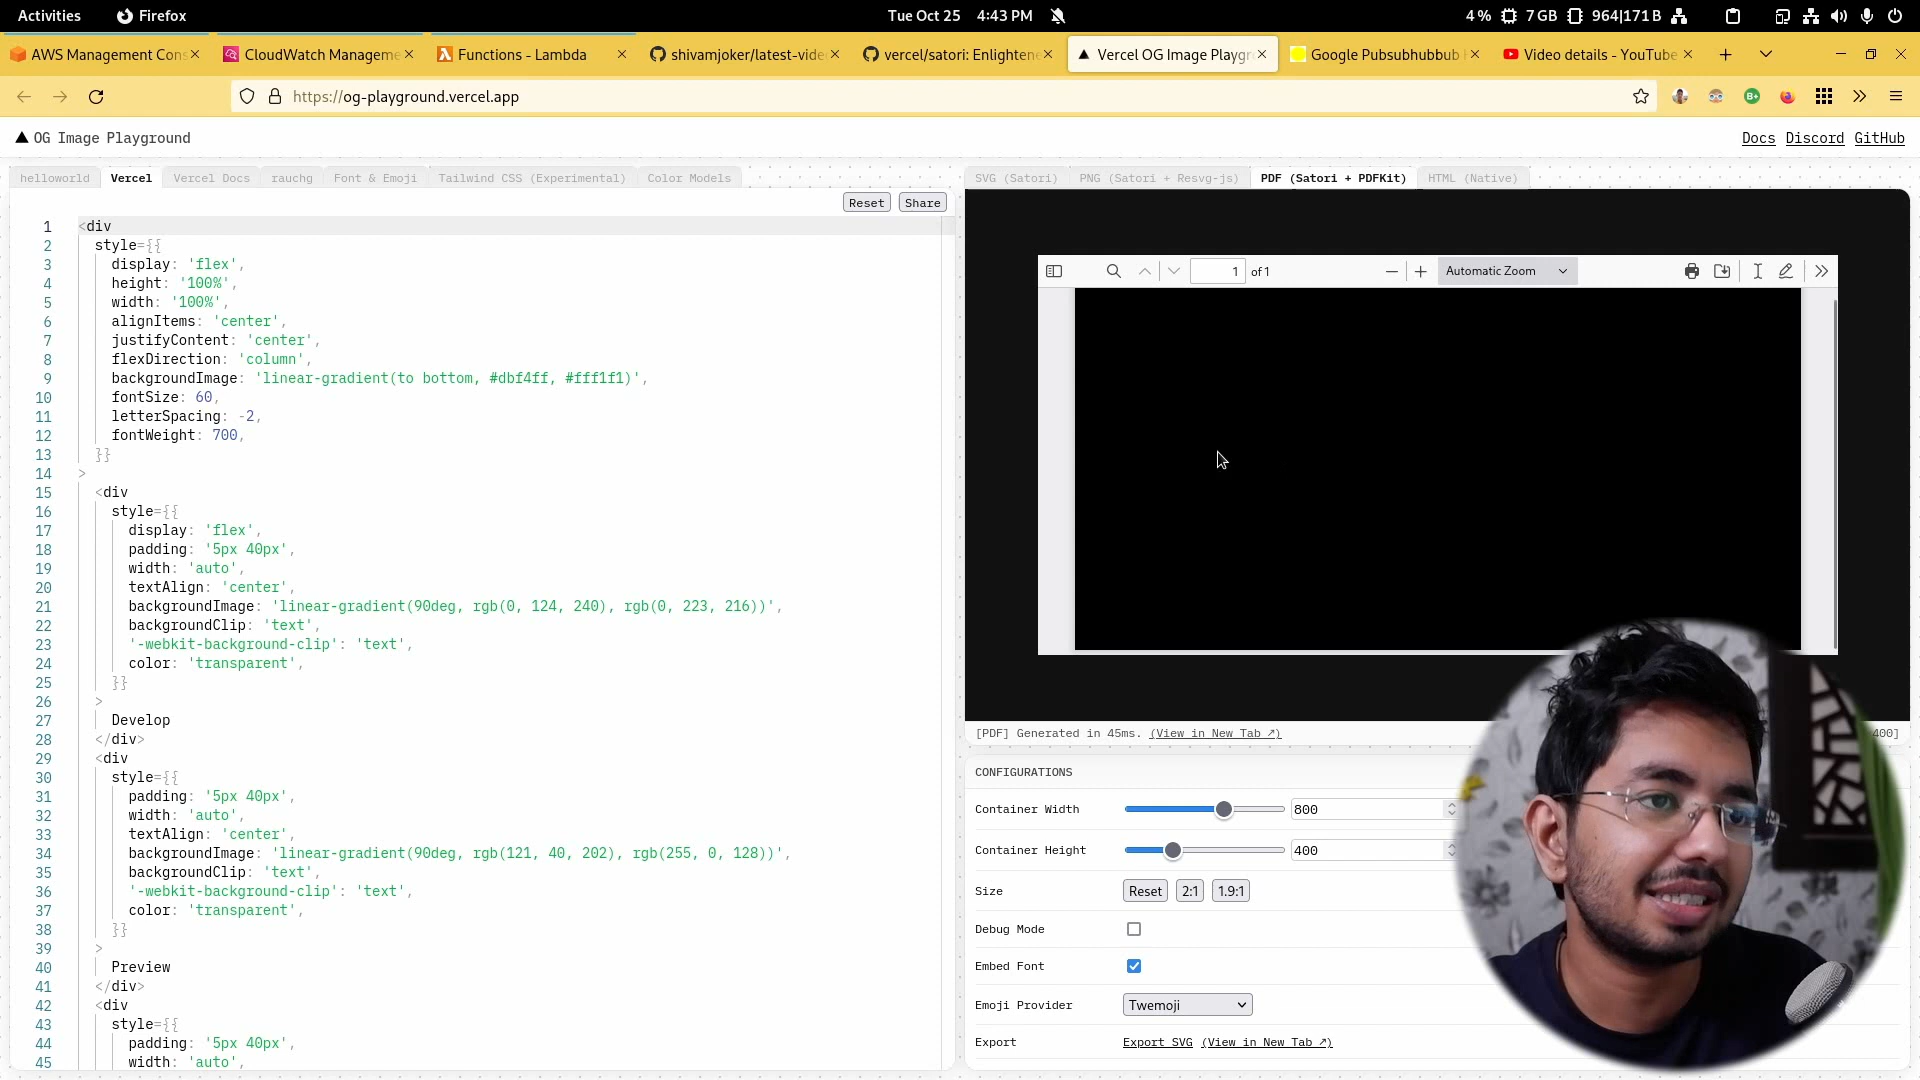 Activities
Firefox
Tue Oct 25 4:43 PM
4 %
7 GB
964|171 B
AWS Management Cons
CloudWatch Manageme
Functions - Lambda
shivamjoker/latest-vide
vercel/satori: Enlightene
Vercel OG Image Playgr
Google Pubsubhubbub
Video details - YouTube
https://og-playground.vercel.app
OG Image Playground
Docs Discord GitHub
helloworld Vercel Vercel Docs rauchg Font & Emoji Tailwind CSS (Experimental) Color Models
Reset Share
1 <div
2 style={{
3 display: 'flex',
4 height: '100%',
5 width: '100%',
6 alignItems: 'center',
7 justifyContent: 'center',
8 flexDirection: 'column',
9 backgroundImage: 'linear-gradient(to bottom, #dbf4ff, #fff1f1)',
10 fontSize: 60,
11 letterSpacing: -2,
12 fontWeight: 700,
13 }}
14 >
15 <div
16 style={{
17 display: 'flex',
18 padding: '5px 40px',
19 width: 'auto',
20 textAlign: 'center',
21 backgroundImage: 'linear-gradient(90deg, rgb(0, 124, 240), rgb(0, 223, 216))',
22 backgroundClip: 'text',
23 '-webkit-background-clip': 'text',
24 color: 'transparent',
25 }}
26 >
27 Develop
28 </div>
29 <div
30 style={{
31 padding: '5px 40px',
32 width: 'auto',
33 textAlign: 'center',
34 backgroundImage: 'linear-gradient(90deg, rgb(121, 40, 202), rgb(255, 0, 128))',
35 backgroundClip: 'text',
36 '-webkit-background-clip': 'text',
37 color: 'transparent',
38 }}
39 >
40 Preview
41 </div>
42 <div
43 style={{
44 padding: '5px 40px',
45 width: 'auto',
SVG (Satori) PNG (Satori + Resvg-js) PDF (Satori + PDFKit) HTML (Native)
1 of 1
Automatic Zoom
[PDF] Generated in 45ms. (View in New Tab ↗)
400]
CONFIGURATIONS
Container Width 800
Container Height 400
Size Reset 2:1 1.9:1
Debug Mode
Embed Font
Emoji Provider Twemoji
Export Export SVG (View in New Tab ↗)